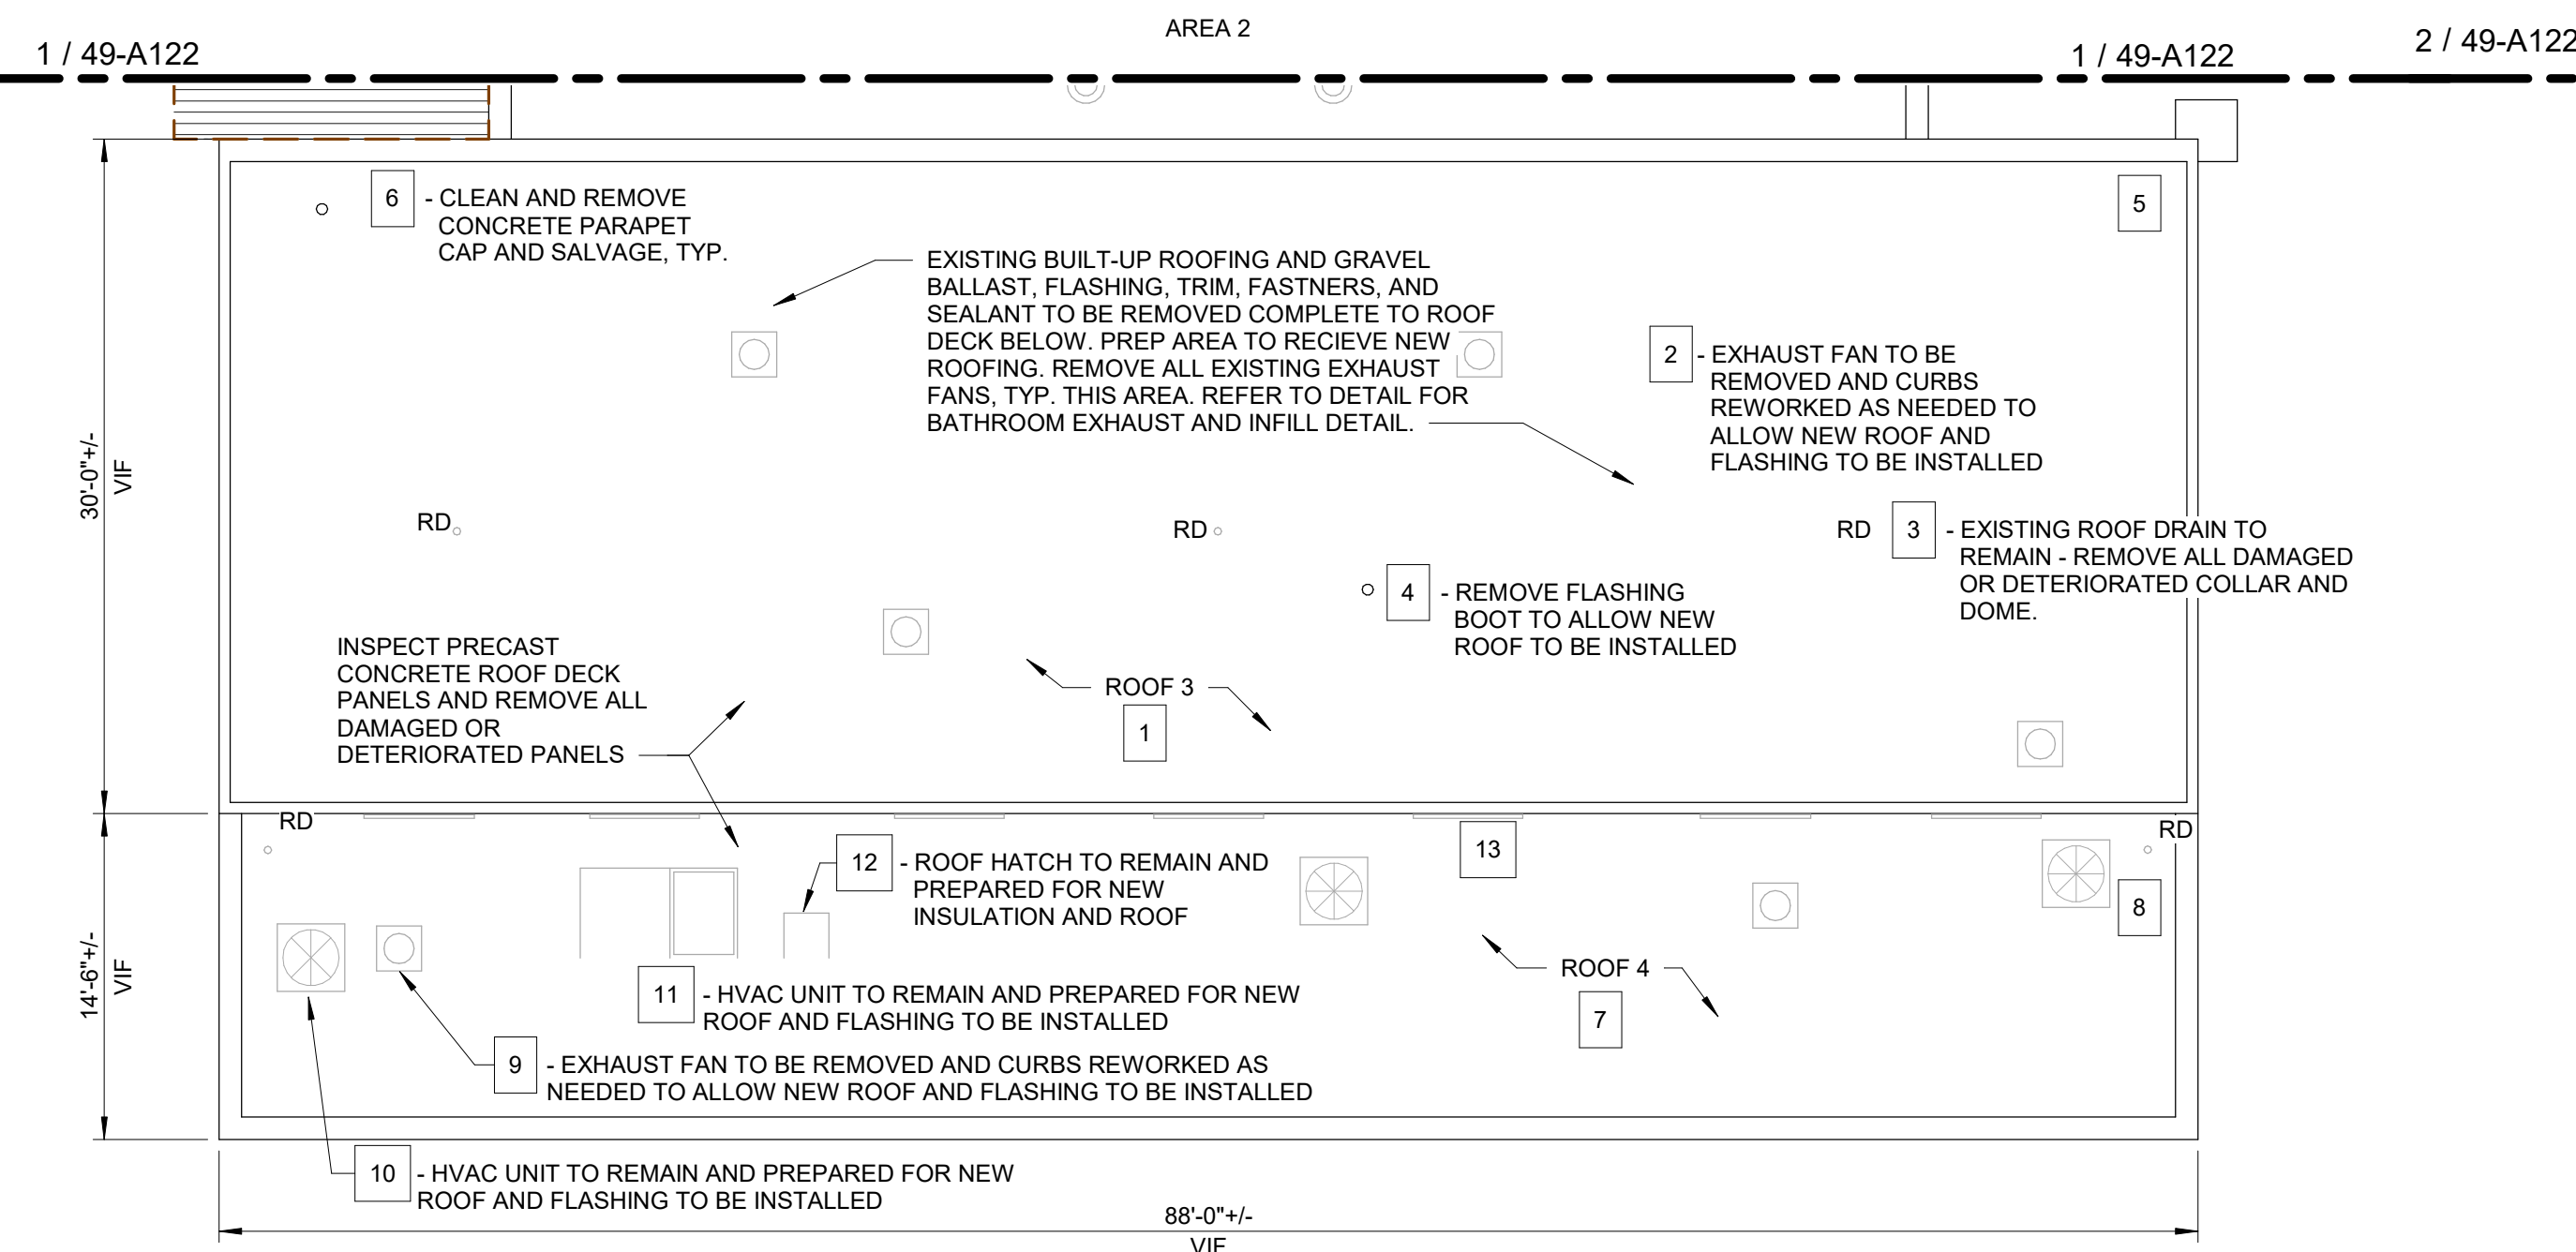 AREA 2
1 / 49-A122
1 / 49-A122
2 / 49-A122
6
- CLEAN AND REMOVE
CONCRETE PARAPET
CAP AND SALVAGE, TYP.
5
EXISTING BUILT-UP ROOFING AND GRAVEL
BALLAST, FLASHING, TRIM, FASTNERS, AND
SEALANT TO BE REMOVED COMPLETE TO ROOF
DECK BELOW. PREP AREA TO RECIEVE NEW
ROOFING. REMOVE ALL EXISTING EXHAUST
FANS, TYP. THIS AREA. REFER TO DETAIL FOR
BATHROOM EXHAUST AND INFILL DETAIL.
2
- EXHAUST FAN TO BE
REMOVED AND CURBS
REWORKED AS NEEDED TO
ALLOW NEW ROOF AND
FLASHING TO BE INSTALLED
30'-0"+/-
VIF
RD
RD
RD
3
- EXISTING ROOF DRAIN TO
REMAIN - REMOVE ALL DAMAGED
OR DETERIORATED COLLAR AND
DOME.
4
- REMOVE FLASHING
BOOT TO ALLOW NEW
ROOF TO BE INSTALLED
INSPECT PRECAST
CONCRETE ROOF DECK
PANELS AND REMOVE ALL
DAMAGED OR
DETERIORATED PANELS
ROOF 3
1
RD
RD
12
- ROOF HATCH TO REMAIN AND
PREPARED FOR NEW
INSULATION AND ROOF
13
8
14'-6"+/-
VIF
ROOF 4
7
11
- HVAC UNIT TO REMAIN AND PREPARED FOR NEW
ROOF AND FLASHING TO BE INSTALLED
9
- EXHAUST FAN TO BE REMOVED AND CURBS REWORKED AS
NEEDED TO ALLOW NEW ROOF AND FLASHING TO BE INSTALLED
10
- HVAC UNIT TO REMAIN AND PREPARED FOR NEW
ROOF AND FLASHING TO BE INSTALLED
88'-0"+/-
VIF